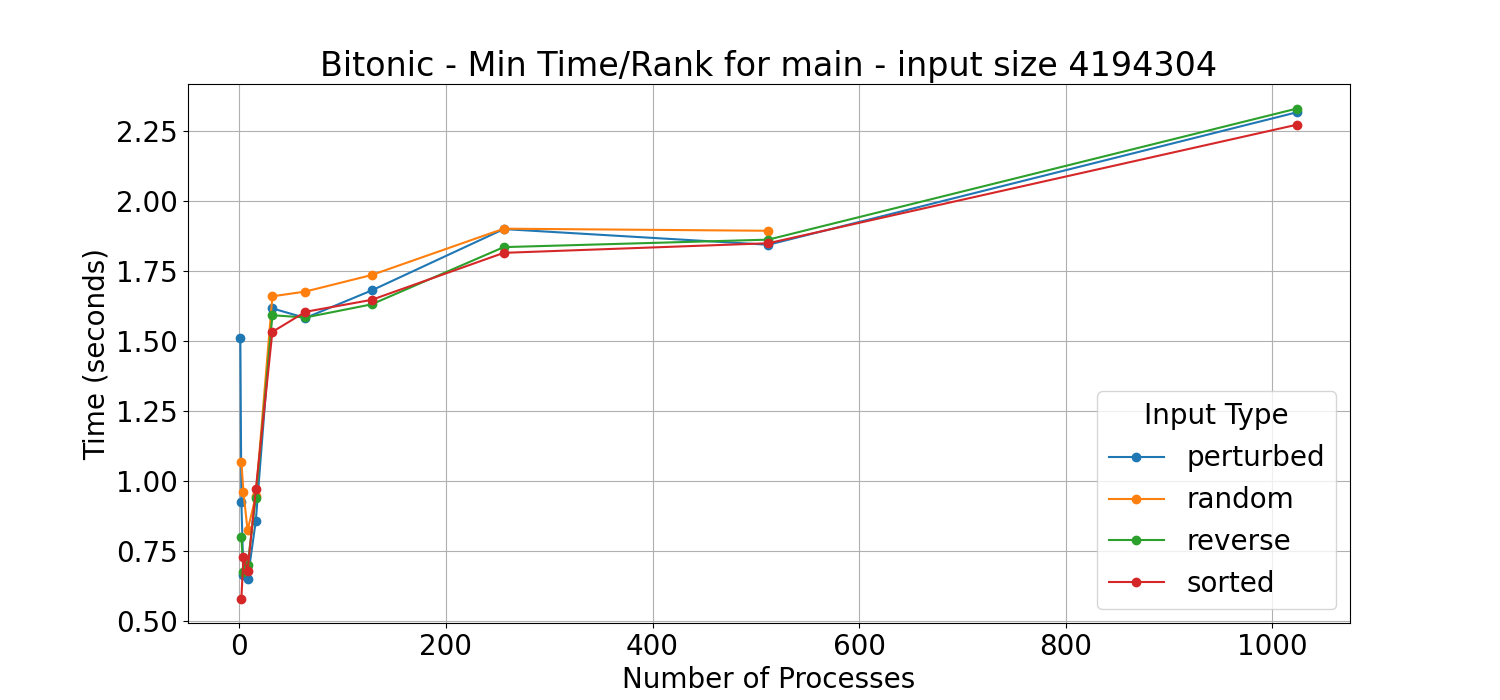 Bitonic - Min Time/Rank for main - input size 4194304
Time (seconds)
2.25
2.00
1.75
1.50
1.25
1.00
0.75
0.50
0 200 400 600 800 1000
Number of Processes
Input Type
perturbed
random
reverse
sorted